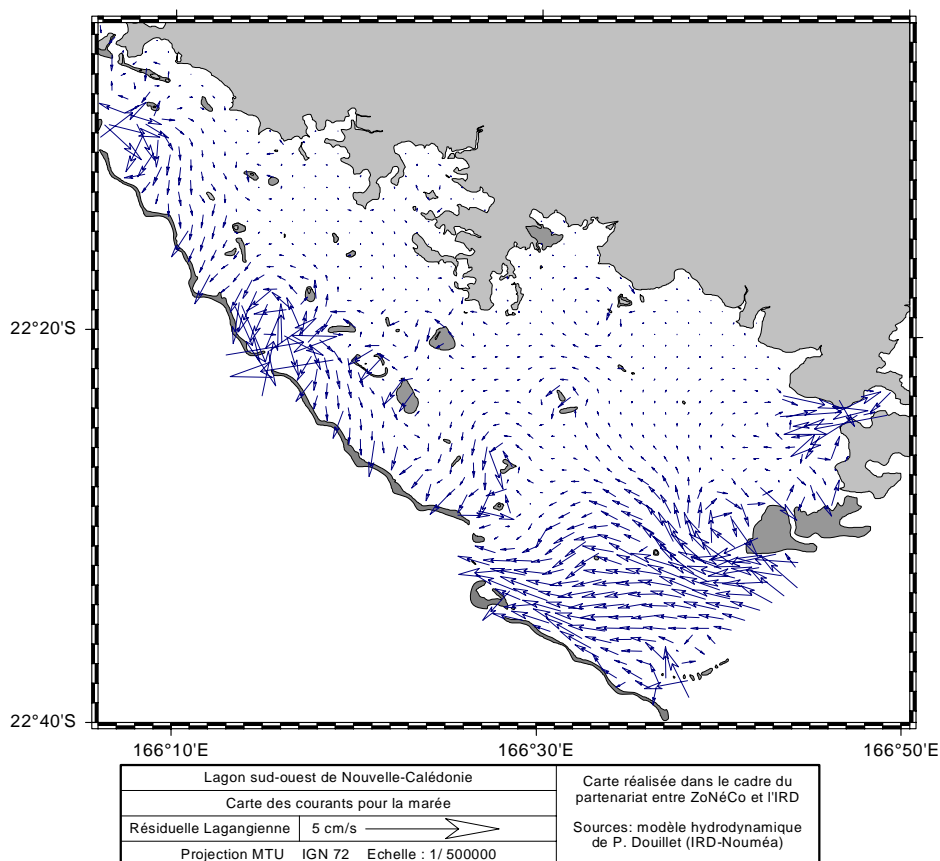 22°20'S
22°40'S
166°10'E
166°30'E
166°50'E
Lagon sud-ouest de Nouvelle-Calédonie
Carte des courants pour la marée
Résiduelle Lagangienne
5 cm/s
Projection MTU IGN 72 Echelle : 1/ 500000
Carte réalisée dans le cadre du
partenariat entre ZoNéCo et l'IRD
Sources: modèle hydrodynamique
de P. Douillet (IRD-Nouméa)